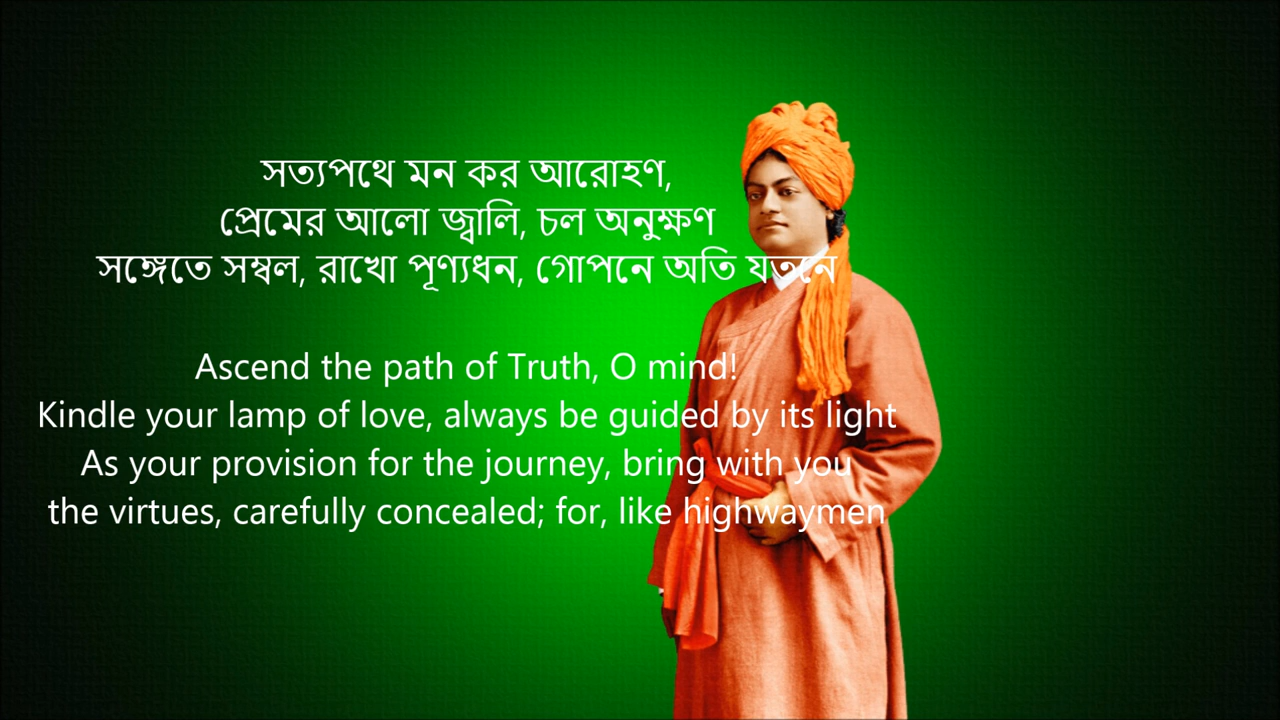 সত্যপথে মন কর আরোহণ,
প্রেমের আলো জ্বালি, চল অনুক্ষণ
সঙ্গেতে সম্বল, রাখো পূণ্যধন, গোপনে অতি যতনে
Ascend the path of Truth, O mind!
Kindle your lamp of love, always be guided by its light
As your provision for the journey, bring with you
the virtues, carefully concealed; for, like highwaymen